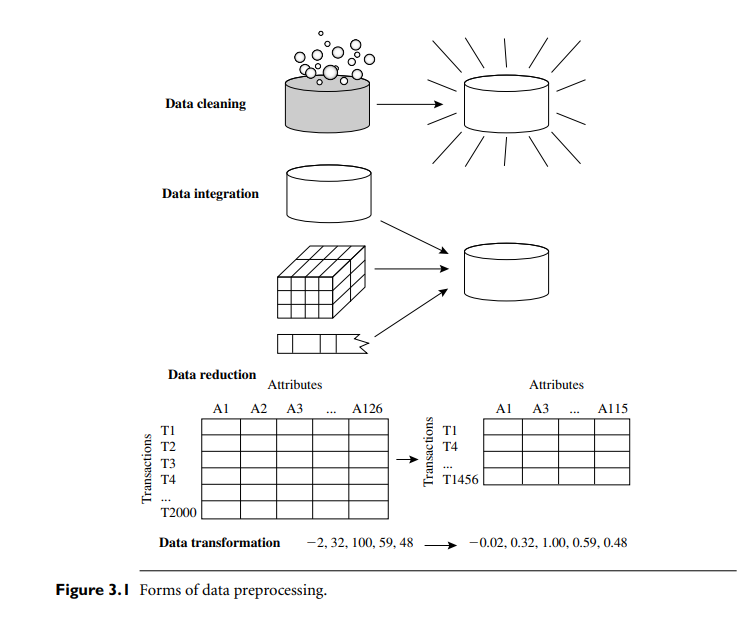 Data cleaning
Data integration
Data reduction
Attributes
A1 A2 A3 ... A126
Transactions
T1
T2
T3
T4
...
T2000
Attributes
A1 A3 ... A115
Transactions
T1
T4
...
T1456
Data transformation −2, 32, 100, 59, 48 −0.02, 0.32, 1.00, 0.59, 0.48
Figure 3.1 Forms of data preprocessing.